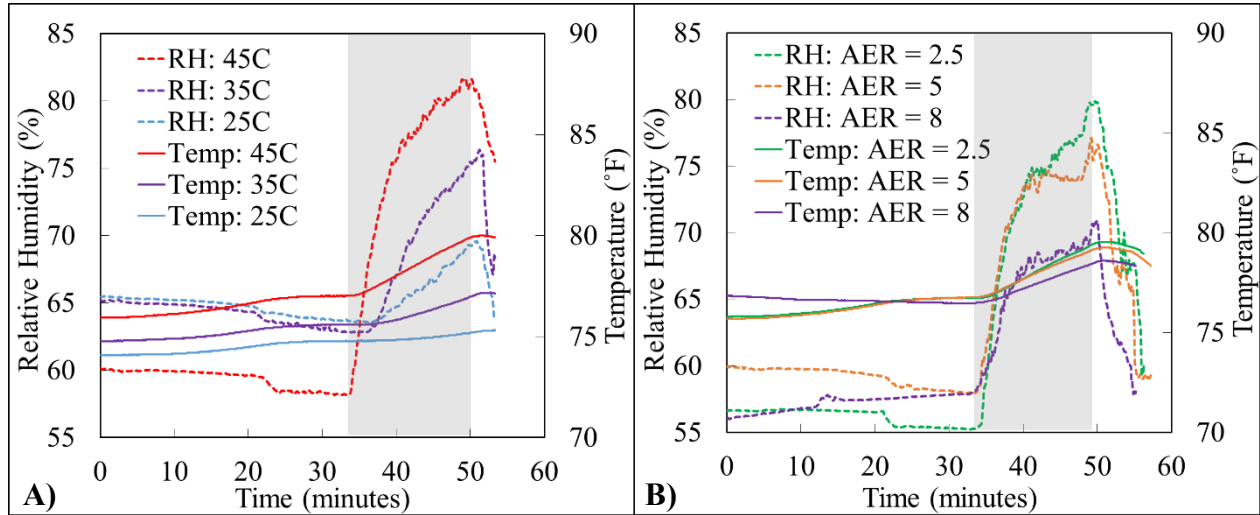 85
80
75
70
65
60
55
Relative Humidity (%)
RH: 45C
RH: 35C
RH: 25C
Temp: 45C
Temp: 35C
Temp: 25C
90
85
80
75
70
Temperature (˚F)
0 10 20 30 40 50 60
A)
Time (minutes)
85
80
75
70
65
60
55
Relative Humidity (%)
RH: AER = 2.5
RH: AER = 5
RH: AER = 8
Temp: AER = 2.5
Temp: AER = 5
Temp: AER = 8
90
85
80
75
70
Temperature (˚F)
0 10 20 30 40 50 60
B)
Time (minutes)